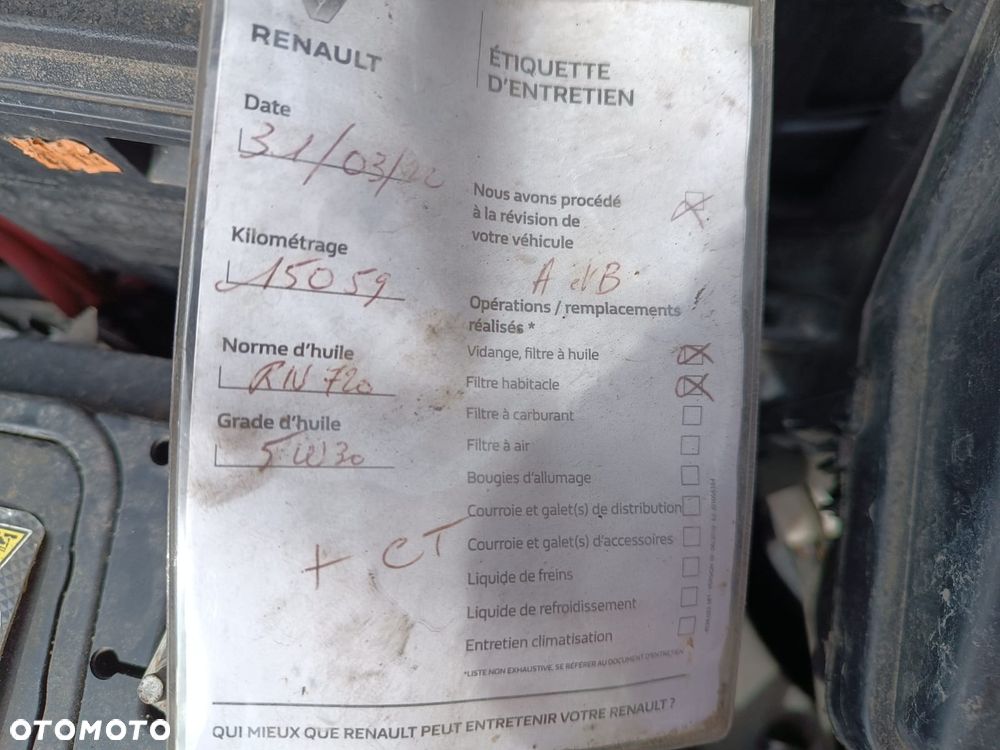 RENAULT
ÉTIQUETTE
D'ENTRETIEN
Date
31/03/22
Kilométrage
15059
Norme d'huile
RN 720
Grade d'huile
5W30
+ CT
Nous avons procédé
à la révision de
votre véhicule
A et B
Opérations / remplacements
réalisés *
Vidange, filtre à huile
Filtre habitacle
Filtre à carburant
Filtre à air
Bougies d'allumage
Courroie et galet(s) de distribution
Courroie et galet(s) d'accessoires
Liquide de freins
Liquide de refroidissement
Entretien climatisation
*LISTE NON EXHAUSTIVE, SE RÉFÉRER AU DOCUMENT D'ENTRETIEN
QUI MIEUX QUE RENAULT PEUT ENTRETENIR VOTRE RENAULT ?
OTOMOTO